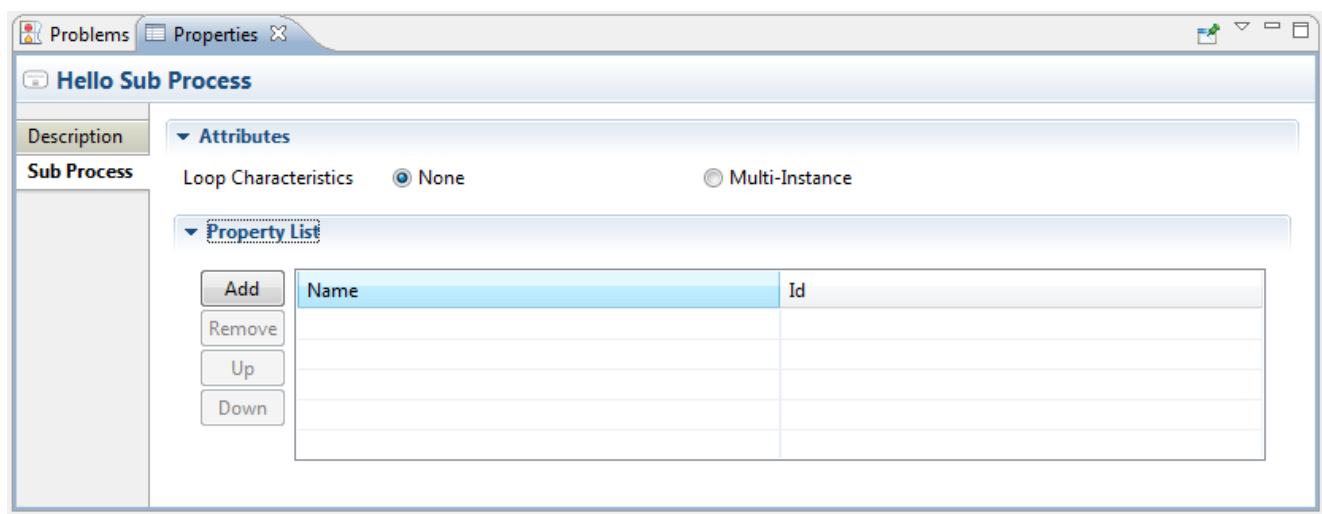 Problems Properties
Hello Sub Process
Description
Attributes
Sub Process
Loop Characteristics None Multi-Instance
Property List
Add Name Id
Remove
Up
Down